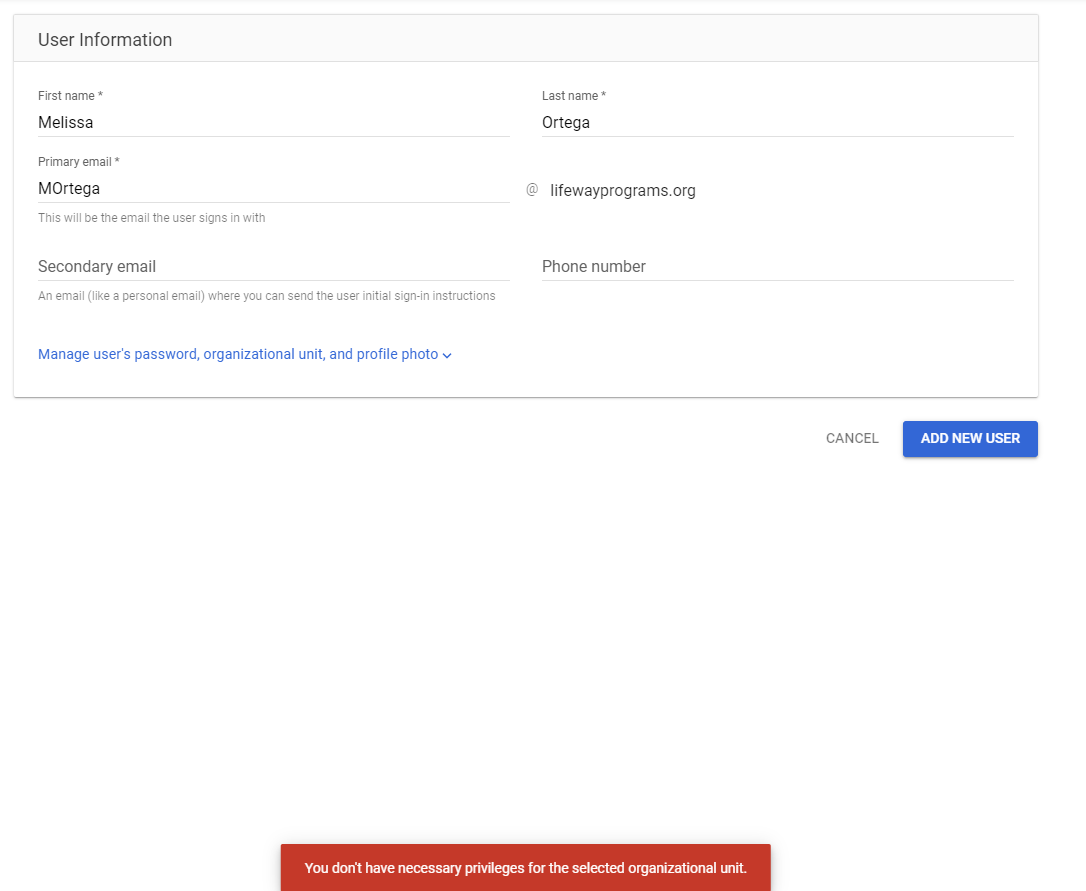 User Information
First name *
Last name *
Melissa
Ortega
Primary email *
MOrtega
@ lifewayprograms.org
This will be the email the user signs in with
Secondary email
Phone number
An email (like a personal email) where you can send the user initial sign-in instructions
Manage user's password, organizational unit, and profile photo
CANCEL
ADD NEW USER
You don't have necessary privileges for the selected organizational unit.